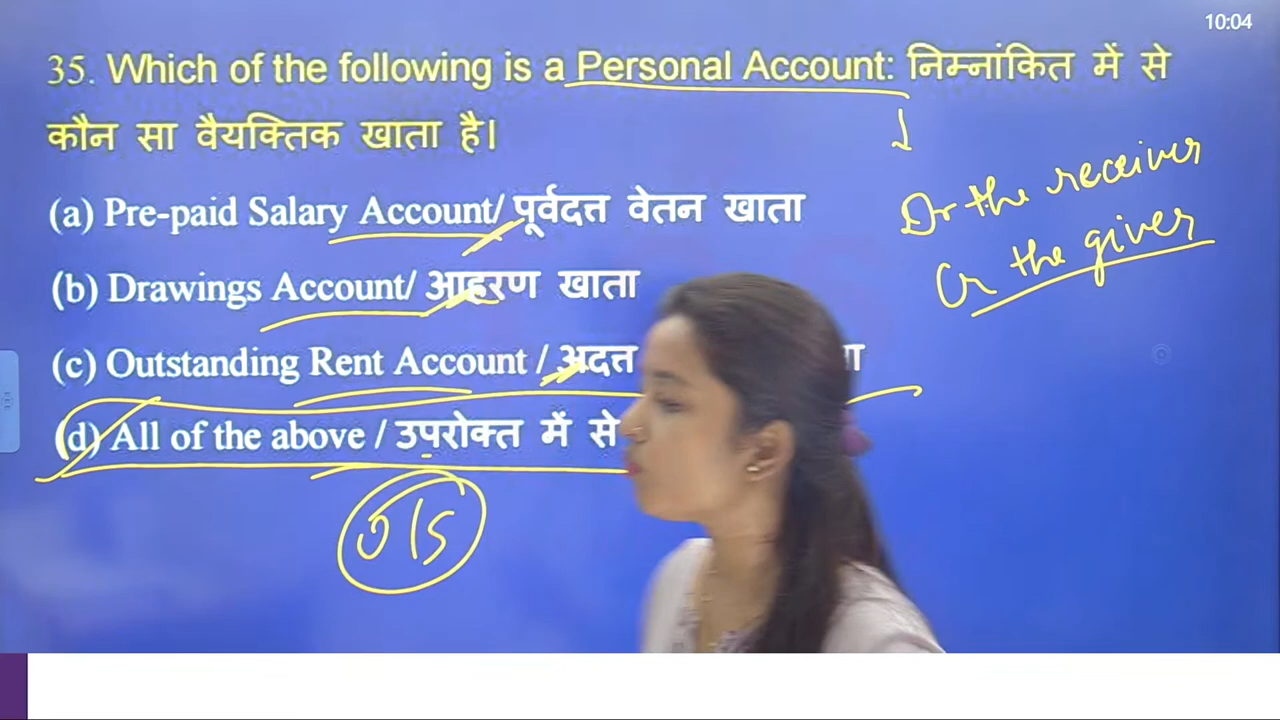 10:04
35. Which of the following is a Personal Account: निम्नांकित में से
कौन सा वैयक्तिक खाता है।
Dr the receiver
Cr the giver
(a) Pre-paid Salary Account/ पूर्वदत्त वेतन खाता
(b) Drawings Account/ आहरण खाता
(c) Outstanding Rent Account / अदत्त
(d) All of the above / उपरोक्त में से
O/S